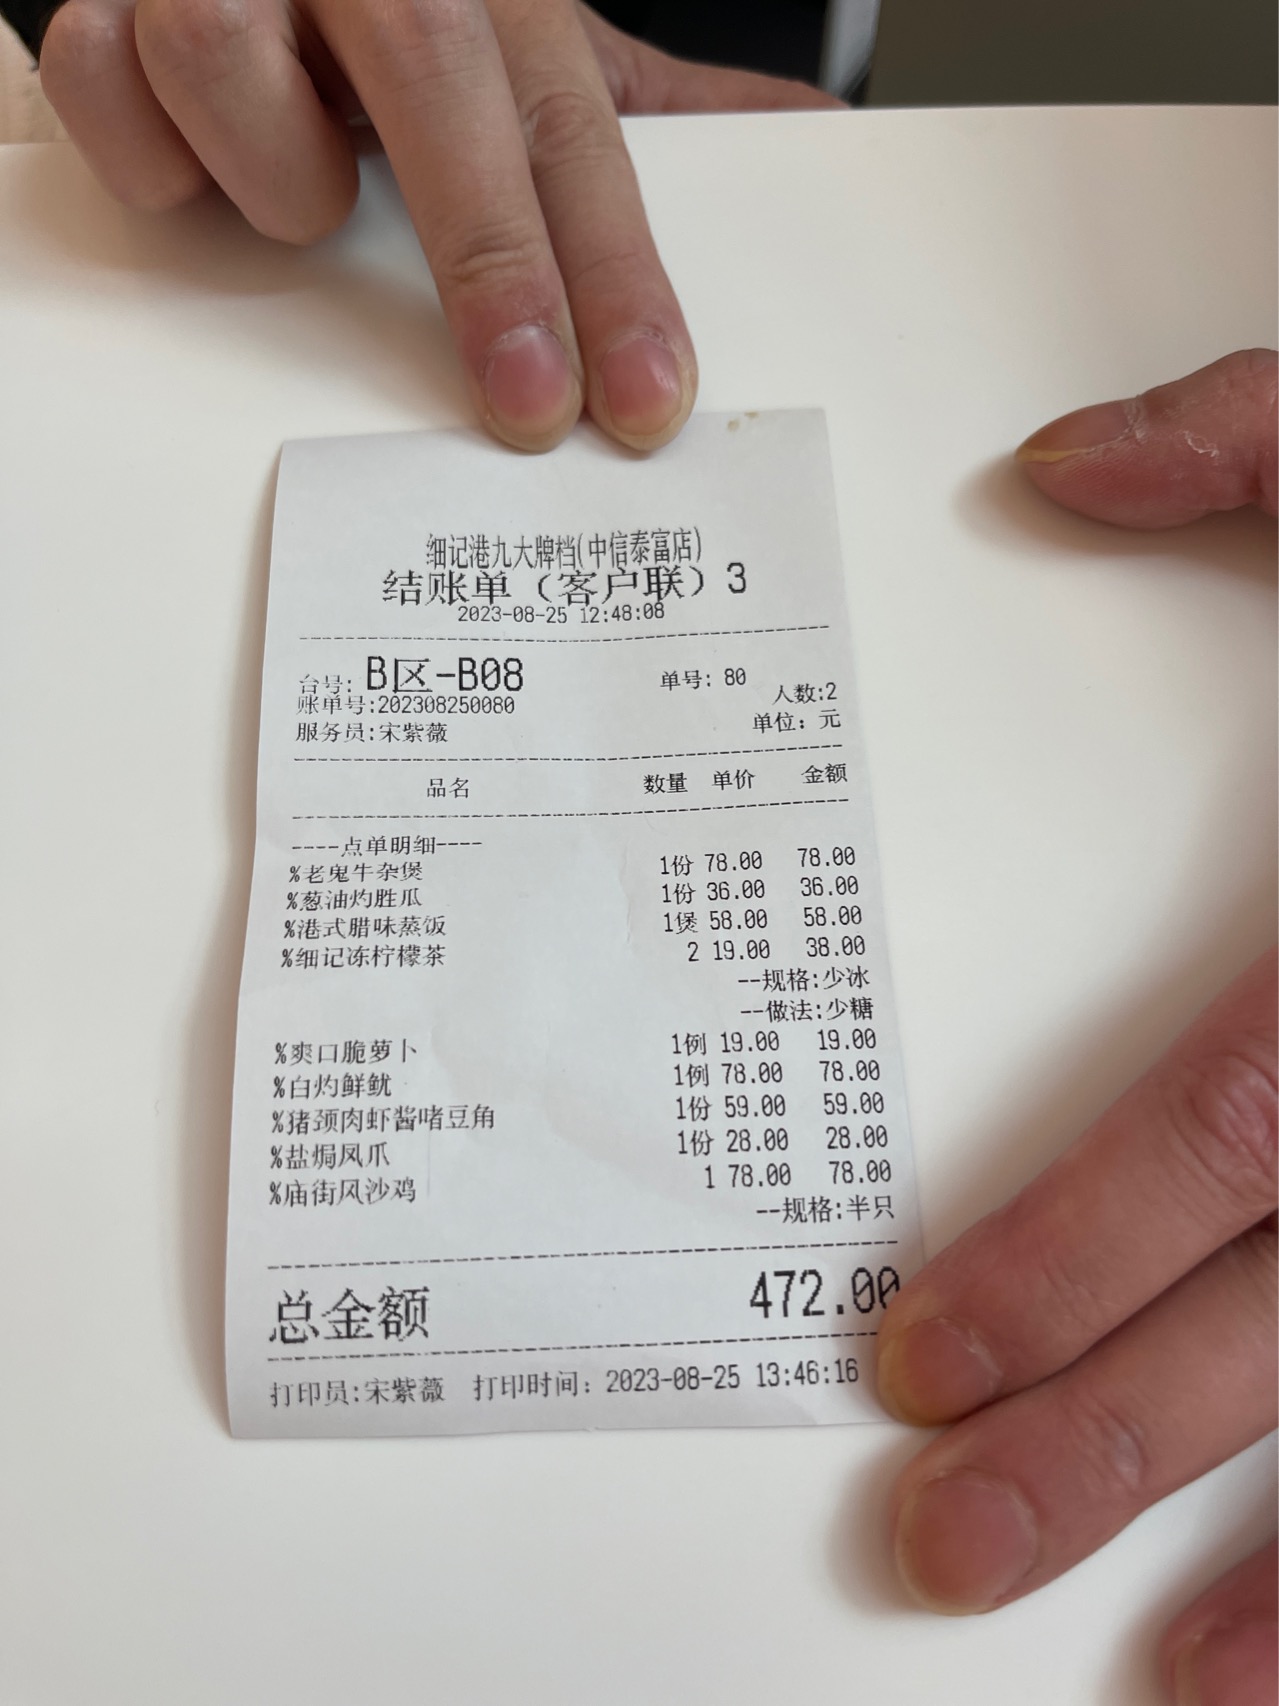 细记港九大牌档(中信泰富店)
结账单（客户联）3
2023-08-25 12:48:08
台号: B区-B08 单号: 80
账单号:202308250080 人数:2
服务员:宋紫薇 单位: 元
品名 数量 单价 金额
----点单明细----
%老鬼牛杂煲 1份 78.00 78.00
%葱油灼胜瓜 1份 36.00 36.00
%港式腊味蒸饭 1煲 58.00 58.00
%细记冻柠檬茶 2 19.00 38.00
--规格:少冰
--做法:少糖
%爽口脆萝卜 1例 19.00 19.00
%白灼鲜鱿 1例 78.00 78.00
%猪颈肉虾酱啫豆角 1份 59.00 59.00
%盐焗凤爪 1份 28.00 28.00
%庙街风沙鸡 1 78.00 78.00
--规格:半只
总金额 472.00
打印员:宋紫薇 打印时间: 2023-08-25 13:46:16